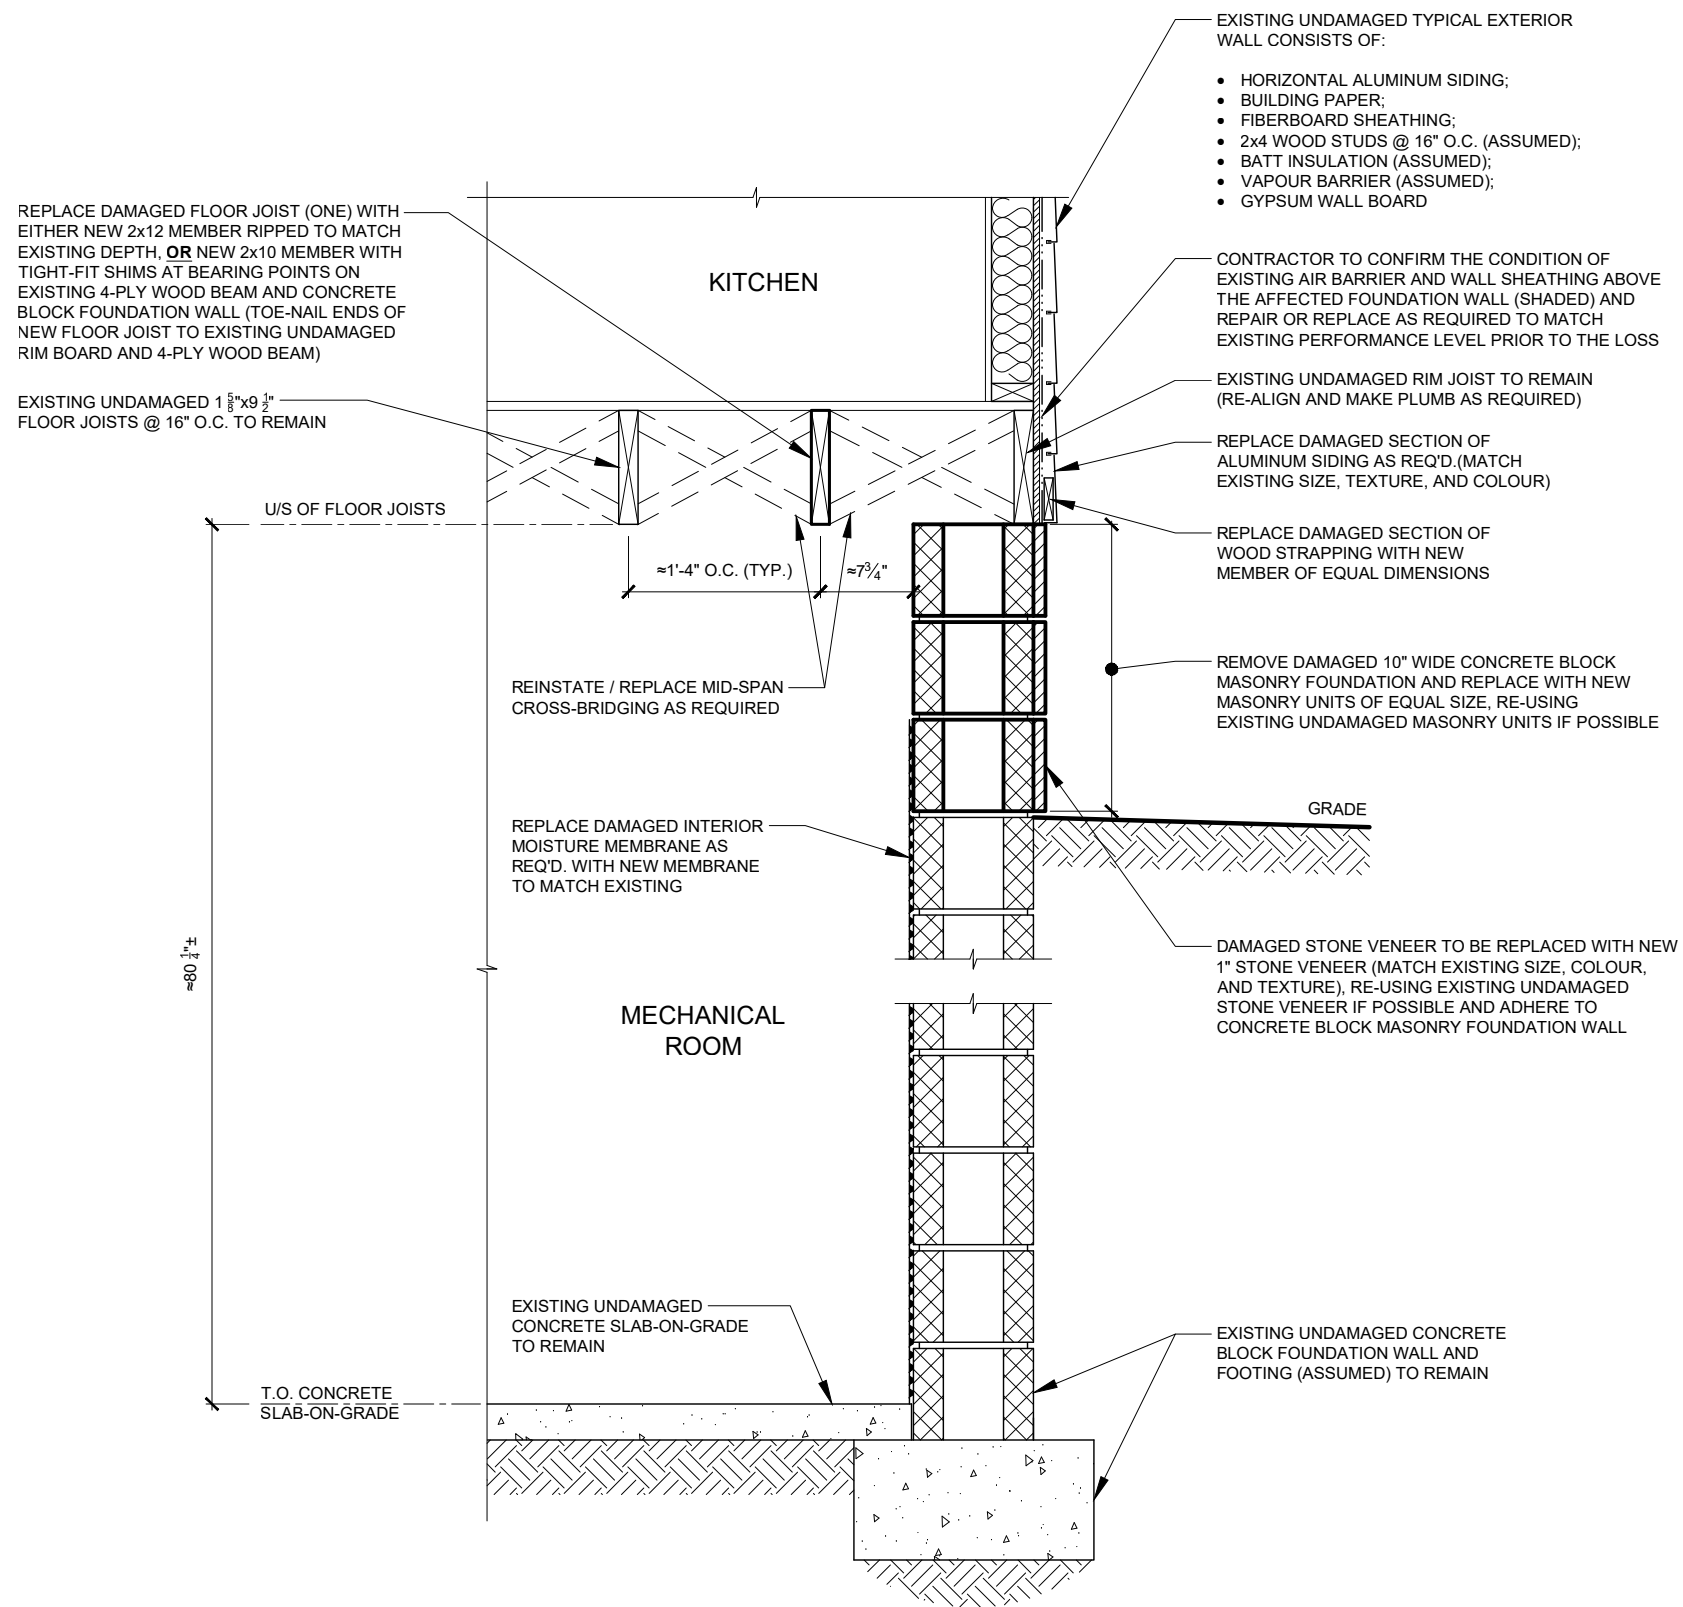 EXISTING UNDAMAGED TYPICAL EXTERIOR
WALL CONSISTS OF:
• HORIZONTAL ALUMINUM SIDING;
• BUILDING PAPER;
• FIBERBOARD SHEATHING;
• 2x4 WOOD STUDS @ 16" O.C. (ASSUMED);
• BATT INSULATION (ASSUMED);
• VAPOUR BARRIER (ASSUMED);
• GYPSUM WALL BOARD
REPLACE DAMAGED FLOOR JOIST (ONE) WITH
EITHER NEW 2x12 MEMBER RIPPED TO MATCH
EXISTING DEPTH, OR NEW 2x10 MEMBER WITH
TIGHT-FIT SHIMS AT BEARING POINTS ON
EXISTING 4-PLY WOOD BEAM AND CONCRETE
BLOCK FOUNDATION WALL (TOE-NAIL ENDS OF
NEW FLOOR JOIST TO EXISTING UNDAMAGED
RIM BOARD AND 4-PLY WOOD BEAM)
KITCHEN
CONTRACTOR TO CONFIRM THE CONDITION OF
EXISTING AIR BARRIER AND WALL SHEATHING ABOVE
THE AFFECTED FOUNDATION WALL (SHADED) AND
REPAIR OR REPLACE AS REQUIRED TO MATCH
EXISTING PERFORMANCE LEVEL PRIOR TO THE LOSS
EXISTING UNDAMAGED 1 5/8"x9 1/2"
FLOOR JOISTS @ 16" O.C. TO REMAIN
EXISTING UNDAMAGED RIM JOIST TO REMAIN
(RE-ALIGN AND MAKE PLUMB AS REQUIRED)
REPLACE DAMAGED SECTION OF
ALUMINUM SIDING AS REQ'D.(MATCH
EXISTING SIZE, TEXTURE, AND COLOUR)
U/S OF FLOOR JOISTS
REPLACE DAMAGED SECTION OF
WOOD STRAPPING WITH NEW
MEMBER OF EQUAL DIMENSIONS
≈1'-4" O.C. (TYP.)
≈7 3/4"
REINSTATE / REPLACE MID-SPAN
CROSS-BRIDGING AS REQUIRED
REMOVE DAMAGED 10" WIDE CONCRETE BLOCK
MASONRY FOUNDATION AND REPLACE WITH NEW
MASONRY UNITS OF EQUAL SIZE, RE-USING
EXISTING UNDAMAGED MASONRY UNITS IF POSSIBLE
GRADE
REPLACE DAMAGED INTERIOR
MOISTURE MEMBRANE AS
REQ'D. WITH NEW MEMBRANE
TO MATCH EXISTING
≈80 1/4"±
DAMAGED STONE VENEER TO BE REPLACED WITH NEW
1" STONE VENEER (MATCH EXISTING SIZE, COLOUR,
AND TEXTURE), RE-USING EXISTING UNDAMAGED
STONE VENEER IF POSSIBLE AND ADHERE TO
CONCRETE BLOCK MASONRY FOUNDATION WALL
MECHANICAL
ROOM
EXISTING UNDAMAGED
CONCRETE SLAB-ON-GRADE
TO REMAIN
EXISTING UNDAMAGED CONCRETE
BLOCK FOUNDATION WALL AND
FOOTING (ASSUMED) TO REMAIN
T.O. CONCRETE
SLAB-ON-GRADE